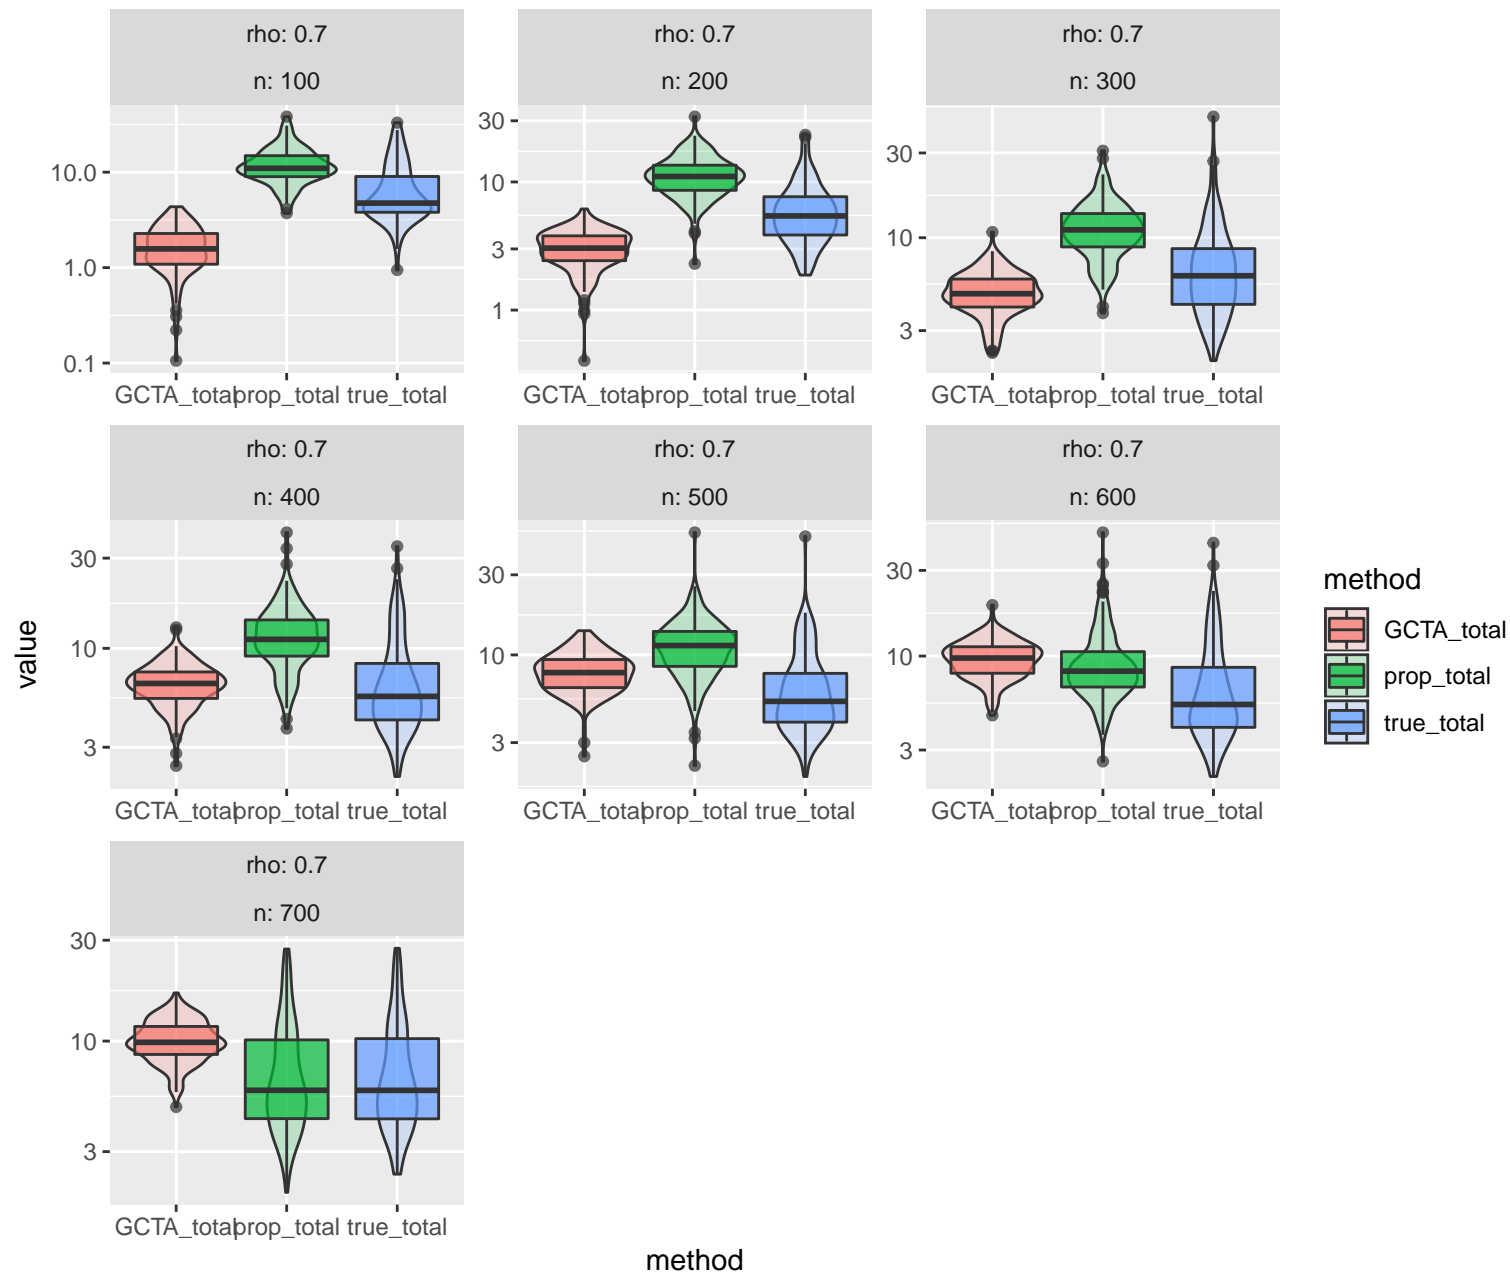 rho: 0.7
n: 100
10.0
1.0
0.1
GCTA_total prop_total true_total
rho: 0.7
n: 200
30
10
3
1
GCTA_total prop_total true_total
rho: 0.7
n: 300
30
10
3
GCTA_total prop_total true_total
rho: 0.7
n: 400
30
10
3
GCTA_total prop_total true_total
rho: 0.7
n: 500
30
10
3
GCTA_total prop_total true_total
rho: 0.7
n: 600
30
10
3
GCTA_total prop_total true_total
rho: 0.7
n: 700
30
10
3
GCTA_total prop_total true_total
value
method
method
GCTA_total
prop_total
true_total